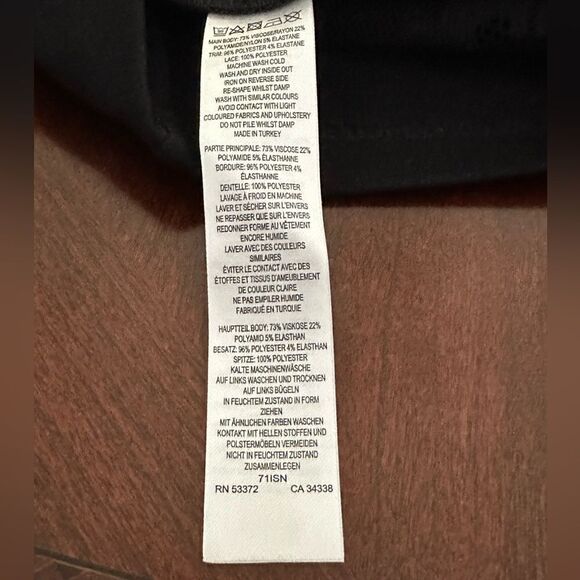 MAIN BODY: 73% VISCOSE/RAYON 22%
POLYAMIDE/NYLON 5% ELASTANE
TRIM: 96% POLYESTER 4% ELASTANE
LACE: 100% POLYESTER
MACHINE WASH COLD
WASH AND DRY INSIDE OUT
IRON ON REVERSE SIDE
RE-SHAPE WHILST DAMP
WASH WITH SIMILAR COLOURS
AVOID CONTACT WITH LIGHT
COLOURED FABRICS AND UPHOLSTERY
DO NOT PILE WHILST DAMP
MADE IN TURKEY
PARTIE PRINCIPALE: 73% VISCOSE 22%
POLYAMIDE 5% ÉLASTHANNE
BORDURE: 96% POLYESTER 4%
ÉLASTHANNE
DENTELLE: 100% POLYESTER
LAVAGE À FROID EN MACHINE
LAVER ET SÉCHER SUR L'ENVERS
NE REPASSER QUE SUR L'ENVERS
REDONNER FORME AU VÊTEMENT
ENCORE HUMIDE
LAVER AVEC DES COULEURS
SIMILAIRES
ÉVITER LE CONTACT AVEC DES
ÉTOFFES ET TISSUS D'AMEUBLEMENT
DE COULEUR CLAIRE
NE PAS EMPILER HUMIDE
FABRIQUÉ EN TURQUIE
HAUPTTEIL BODY: 73% VISKOSE 22%
POLYAMID 5% ELASTHAN
BESATZ: 96% POLYESTER 4% ELASTHAN
SPITZE: 100% POLYESTER
KALTE MASCHINENWÄSCHE
AUF LINKS WASCHEN UND TROCKNEN
AUF LINKS BÜGELN
IN FEUCHTEM ZUSTAND IN FORM
ZIEHEN
MIT ÄHNLICHEN FARBEN WASCHEN
KONTAKT MIT HELLEN STOFFEN UND
POLSTERMÖBELN VERMEIDEN
NICHT IN FEUCHTEM ZUSTAND
ZUSAMMENLEGEN
71ISN
RN 53372 CA 34338